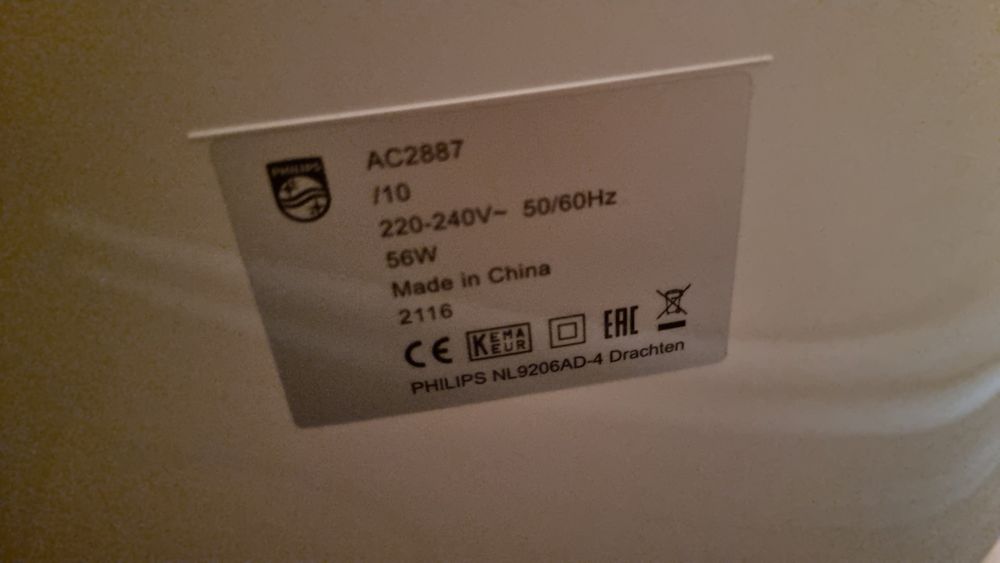 PHILIPS
AC2887
/10
220-240V~ 50/60Hz
56W
Made in China
2116
CE KEMA EUR EAC
PHILIPS NL9206AD-4 Drachten